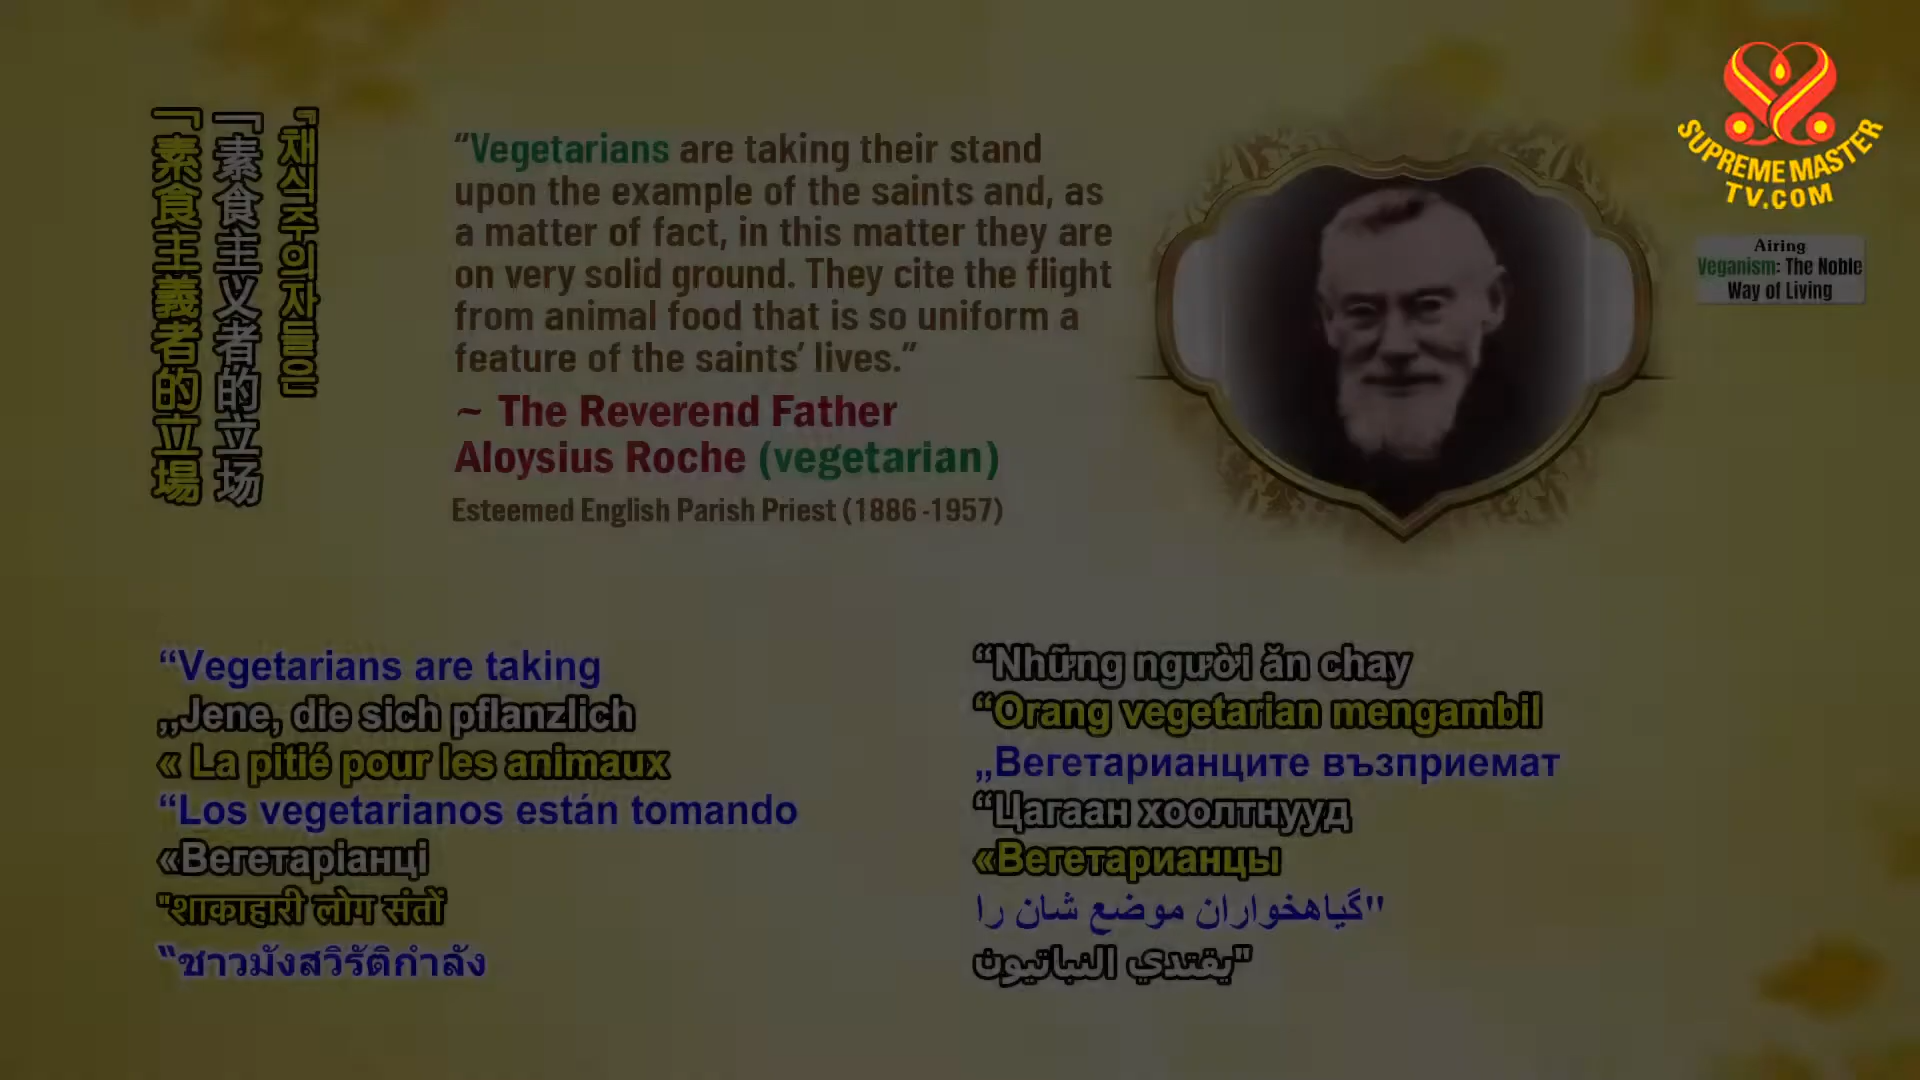 『채식주의자들은
「素食主义者的立场
「素食主義者的立場
“Vegetarians are taking their stand
upon the example of the saints and, as
a matter of fact, in this matter they are
on very solid ground. They cite the flight
from animal food that is so uniform a
feature of the saints’ lives.”
~ The Reverend Father
Aloysius Roche (vegetarian)
Esteemed English Parish Priest (1886 -1957)
SUPREME MASTER
TV.COM
Airing
Veganism: The Noble
Way of Living
“Vegetarians are taking
„Jene, die sich pflanzlich
« La pitié pour les animaux
“Los vegetarianos están tomando
«Вегетаріанці
"शाकाहारी लोग संतों
“ชาวมังสวิรัติกำลัง
“Những người ăn chay
“Orang vegetarian mengambil
„Вегетарианците възприемат
“Цагаан хоолтнууд
«Вегетарианцы
"گیاهخواران موضع شان را
"يقتدي النباتيون